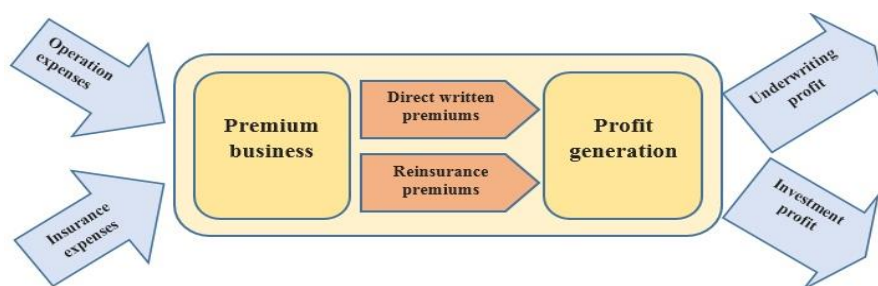 Operation
expenses
Insurance
expenses
Premium
business
Direct written
premiums
Reinsurance
premiums
Profit
generation
Underwriting
profit
Investment
profit